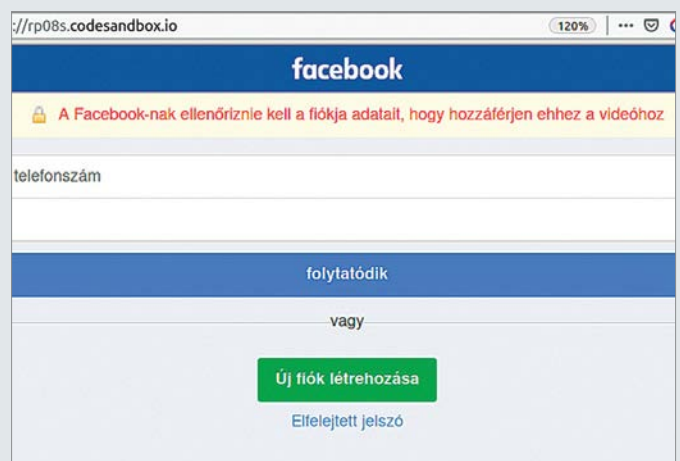 ://rp08s.codesandbox.io 120%
facebook
A Facebook-nak ellenőriznie kell a fiókja adatait, hogy hozzáférjen ehhez a videóhoz
telefonszám
folytatódik
vagy
Új fiók létrehozása
Elfelejtett jelszó